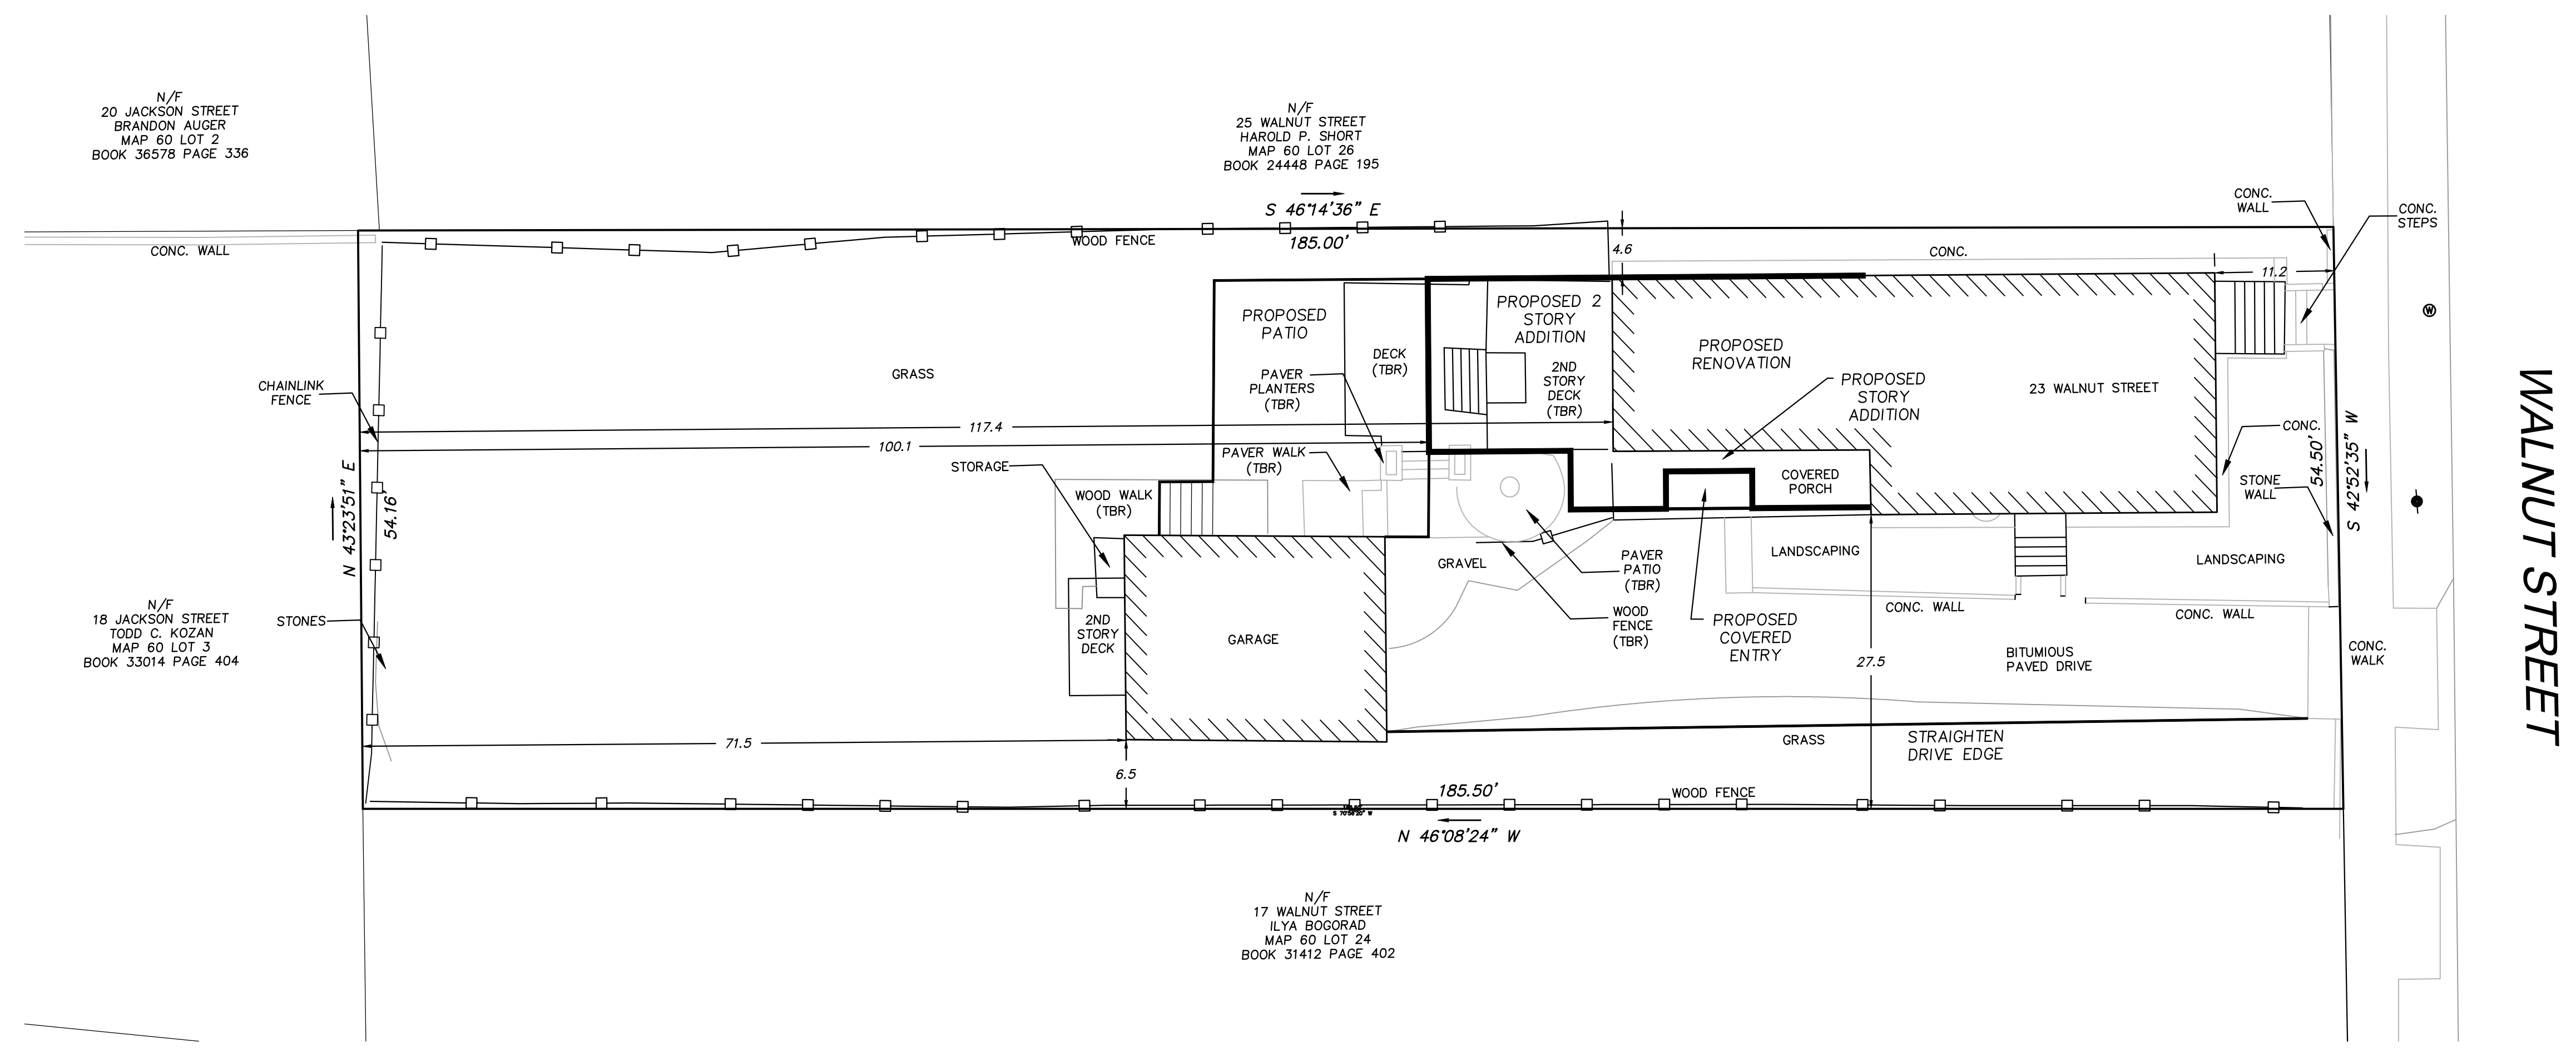 N/F
20 JACKSON STREET
BRANDON AUGER
MAP 60 LOT 2
BOOK 36578 PAGE 336
N/F
25 WALNUT STREET
HAROLD P. SHORT
MAP 60 LOT 26
BOOK 24448 PAGE 195
S 46°14'36" E
185.00'
WOOD FENCE
CONC. WALL
4.6
CONC.
CONC.
WALL
CONC.
STEPS
11.2
PROPOSED
PATIO
DECK
(TBR)
PROPOSED 2
STORY
ADDITION
2ND
STORY
DECK
(TBR)
PROPOSED
RENOVATION
PROPOSED
STORY
ADDITION
23 WALNUT STREET
GRASS
CHAINLINK
FENCE
PAVER
PLANTERS
(TBR)
117.4
100.1
PAVER WALK
(TBR)
STORAGE
WOOD WALK
(TBR)
COVERED
PORCH
CONC.
STONE
WALL
54.50'
S 42°52'35" W
WALNUT STREET
W
N 43°23'51" E
54.16'
GRAVEL
PAVER
PATIO
(TBR)
LANDSCAPING
LANDSCAPING
WOOD
FENCE
(TBR)
PROPOSED
COVERED
ENTRY
CONC. WALL
CONC. WALL
N/F
18 JACKSON STREET
TODD C. KOZAN
MAP 60 LOT 3
BOOK 33014 PAGE 404
STONES
2ND
STORY
DECK
GARAGE
27.5
BITUMIOUS
PAVED DRIVE
CONC.
WALK
71.5
6.5
GRASS
STRAIGHTEN
DRIVE EDGE
185.50'
WOOD FENCE
N 46°08'24" W
N/F
17 WALNUT STREET
ILYA BOGORAD
MAP 60 LOT 24
BOOK 31412 PAGE 402